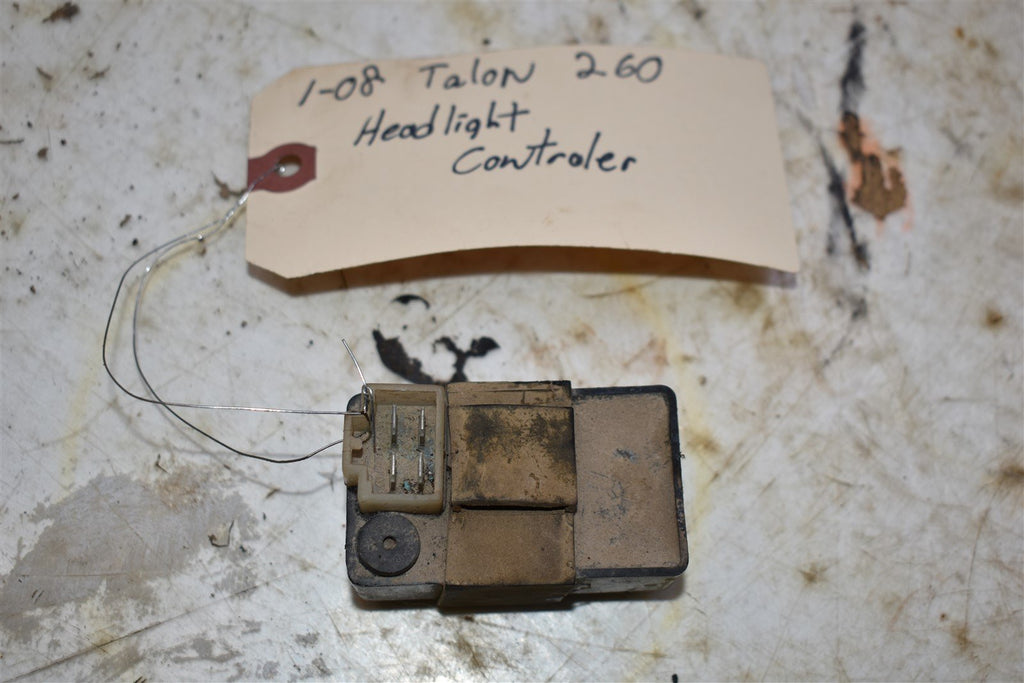 1-08 Talon 260
Headlight
Controler